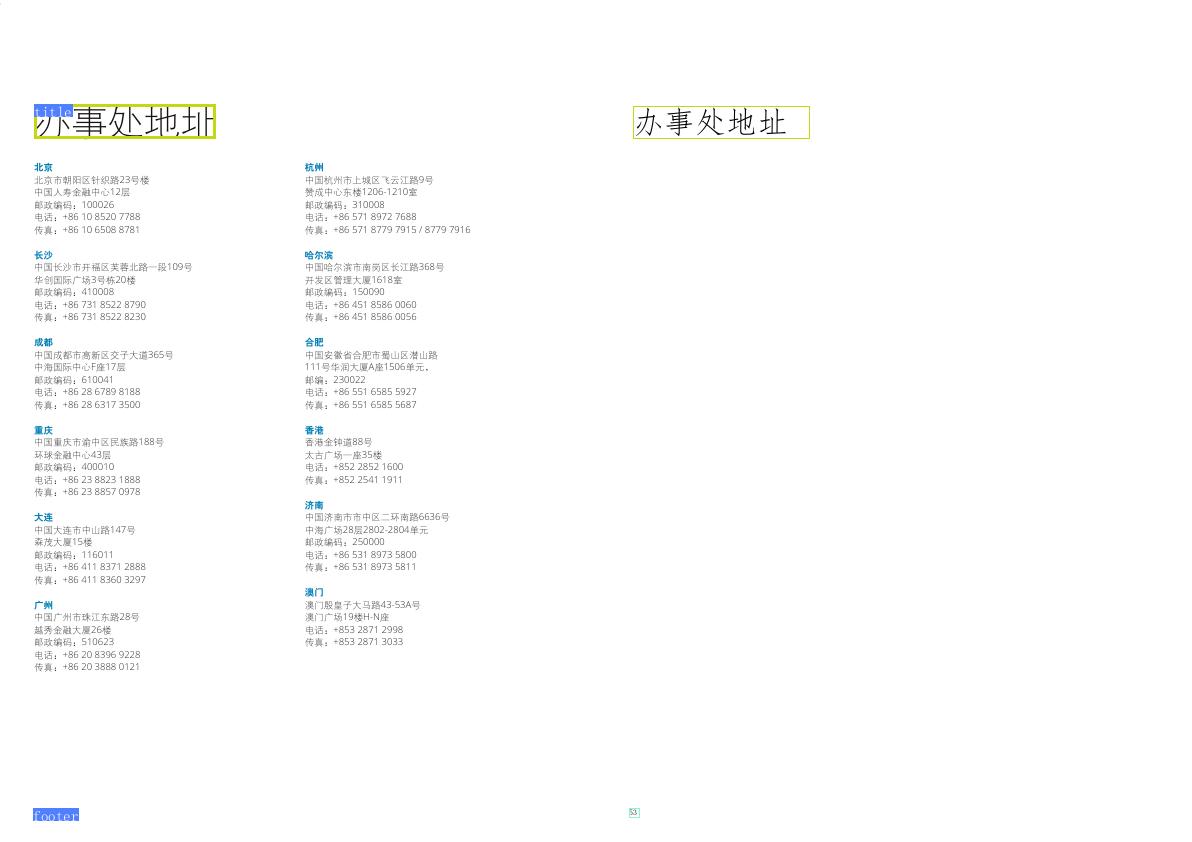 title
办事处地址
北京
北京市朝阳区针织路23号楼
中国人寿金融中心12层
邮政编码：100026
电话：+86 10 8520 7788
传真：+86 10 6508 8781
长沙
中国长沙市开福区芙蓉北路一段109号
华创国际广场3号栋20楼
邮政编码：410008
电话：+86 731 8522 8790
传真：+86 731 8522 8230
成都
中国成都市高新区交子大道365号
中海国际中心F座17层
邮政编码：610041
电话：+86 28 6789 8188
传真：+86 28 6317 3500
重庆
中国重庆市渝中区民族路188号
环球金融中心43层
邮政编码：400010
电话：+86 23 8823 1888
传真：+86 23 8857 0978
大连
中国大连市中山路147号
森茂大厦15楼
邮政编码：116011
电话：+86 411 8371 2888
传真：+86 411 8360 3297
广州
中国广州市珠江东路28号
越秀金融大厦26楼
邮政编码：510623
电话：+86 20 8396 9228
传真：+86 20 3888 0121
杭州
中国杭州市上城区飞云江路9号
赞成中心东楼1206-1210室
邮政编码：310008
电话：+86 571 8972 7688
传真：+86 571 8779 7915 / 8779 7916
哈尔滨
中国哈尔滨市南岗区长江路368号
开发区管理大厦1618室
邮政编码：150090
电话：+86 451 8586 0060
传真：+86 451 8586 0056
合肥
中国安徽省合肥市蜀山区潜山路
111号华润大厦A座1506单元。
邮编：230022
电话：+86 551 6585 5927
传真：+86 551 6585 5687
香港
香港金钟道88号
太古广场一座35楼
电话：+852 2852 1600
传真：+852 2541 1911
济南
中国济南市市中区二环南路6636号
中海广场28层2802-2804单元
邮政编码：250000
电话：+86 531 8973 5800
传真：+86 531 8973 5811
澳门
澳门殷皇子大马路43-53A号
澳门广场19楼H-N座
电话：+853 2871 2998
传真：+853 2871 3033
footer
办事处地址
53